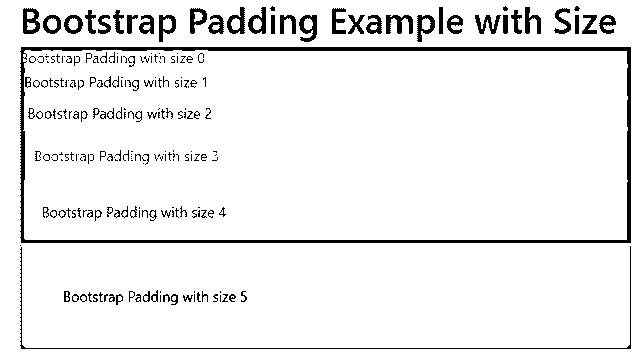 Bootstrap Padding Example with Size
Bootstrap Padding with size 0
Bootstrap Padding with size 1
Bootstrap Padding with size 2
Bootstrap Padding with size 3
Bootstrap Padding with size 4
Bootstrap Padding with size 5